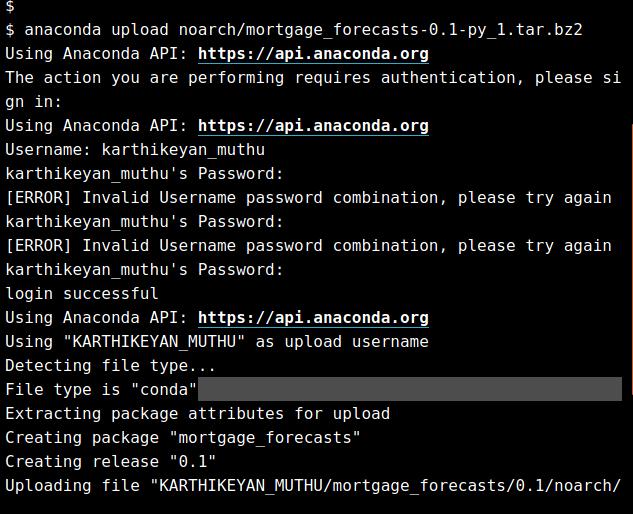 $
$ anaconda upload noarch/mortgage_forecasts-0.1-py_1.tar.bz2
Using Anaconda API: https://api.anaconda.org
The action you are performing requires authentication, please si
gn in:
Using Anaconda API: https://api.anaconda.org
Username: karthikeyan_muthu
karthikeyan_muthu's Password:
[ERROR] Invalid Username password combination, please try again
karthikeyan_muthu's Password:
[ERROR] Invalid Username password combination, please try again
karthikeyan_muthu's Password:
login successful
Using Anaconda API: https://api.anaconda.org
Using "KARTHIKEYAN_MUTHU" as upload username
Detecting file type...
File type is "conda"
Extracting package attributes for upload
Creating package "mortgage_forecasts"
Creating release "0.1"
Uploading file "KARTHIKEYAN_MUTHU/mortgage_forecasts/0.1/noarch/